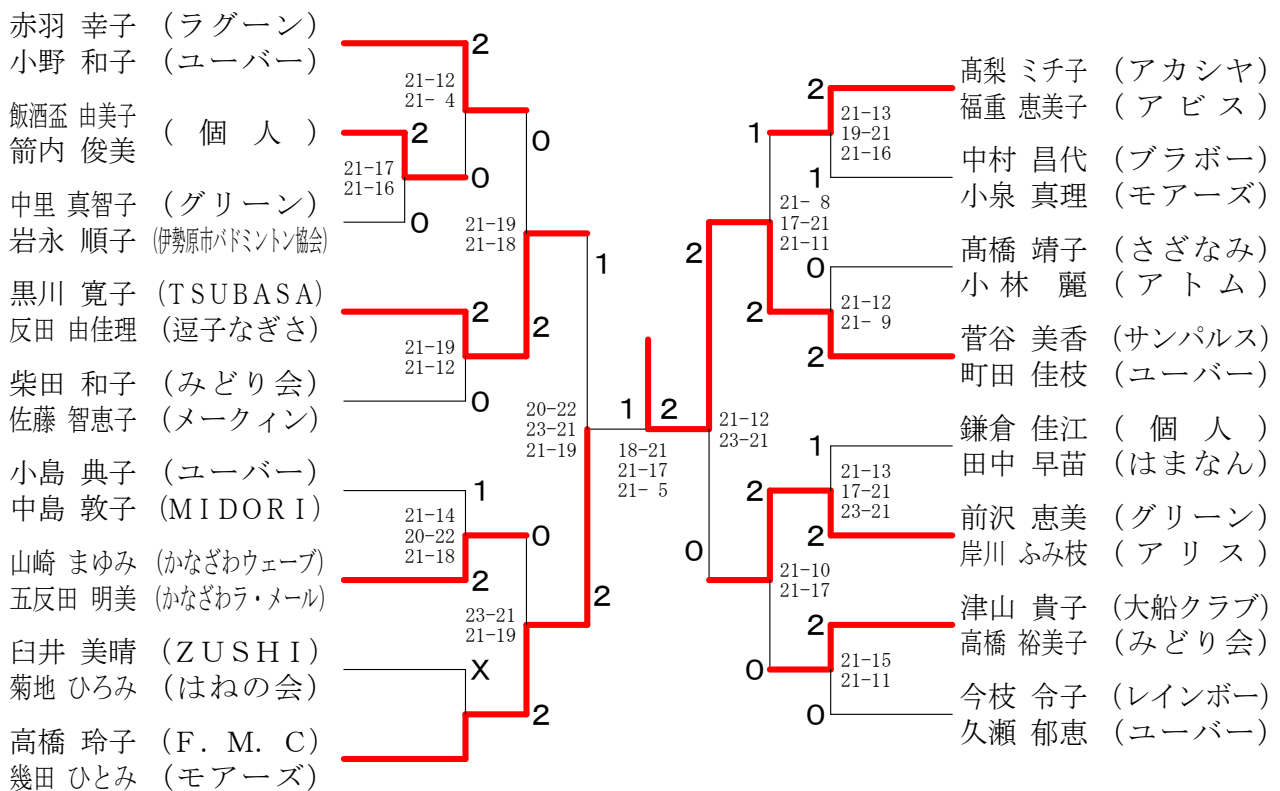 赤羽 幸子 (ラグーン)
小野 和子 (ユーバー)
飯酒盃 由美子
箭内 俊美
( 個 人 )
中里 真智子 (グリーン)
岩永 順子 (伊勢原市バドミントン協会)
黒川 寛子 (TSUBASA)
反田 由佳理 (逗子なぎさ)
柴田 和子 (みどり会)
佐藤 智恵子 (メークィン)
小島 典子 (ユーバー)
中島 敦子 (MIDORI)
山崎 まゆみ (かなざわウェーブ)
五反田 明美 (かなざわラ・メール)
臼井 美晴 (ZUSHI)
菊地 ひろみ (はねの会)
高橋 玲子 (F. M. C)
幾田 ひとみ (モアーズ)
2
21-12
21- 4
2
21-17
21-16
0
0
0
21-19
21-18
2
21-19
21-12
2
0
1
1
21-14
20-22
21-18
2
0
23-21
21-19
X
2
2
20-22
23-21
21-19
1
2
18-21
21-17
21- 5
21-12
23-21
2
0
1
21- 8
17-21
21-11
2
2
21-13
19-21
21-16
1
0
21-12
21- 9
2
2
21-10
21-17
0
1
21-13
17-21
23-21
2
2
21-15
21-11
0
髙梨 ミチ子 (アカシヤ)
福重 恵美子 (アビス)
中村 昌代 (ブラボー)
小泉 真理 (モアーズ)
髙橋 靖子 (さざなみ)
小林 麗 (アトム)
菅谷 美香 (サンパルス)
町田 佳枝 (ユーバー)
鎌倉 佳江 ( 個 人 )
田中 早苗 (はまなん)
前沢 恵美 (グリーン)
岸川 ふみ枝 (アリス)
津山 貴子 (大船クラブ)
高橋 裕美子 (みどり会)
今枝 令子 (レインボー)
久瀬 郁恵 (ユーバー)